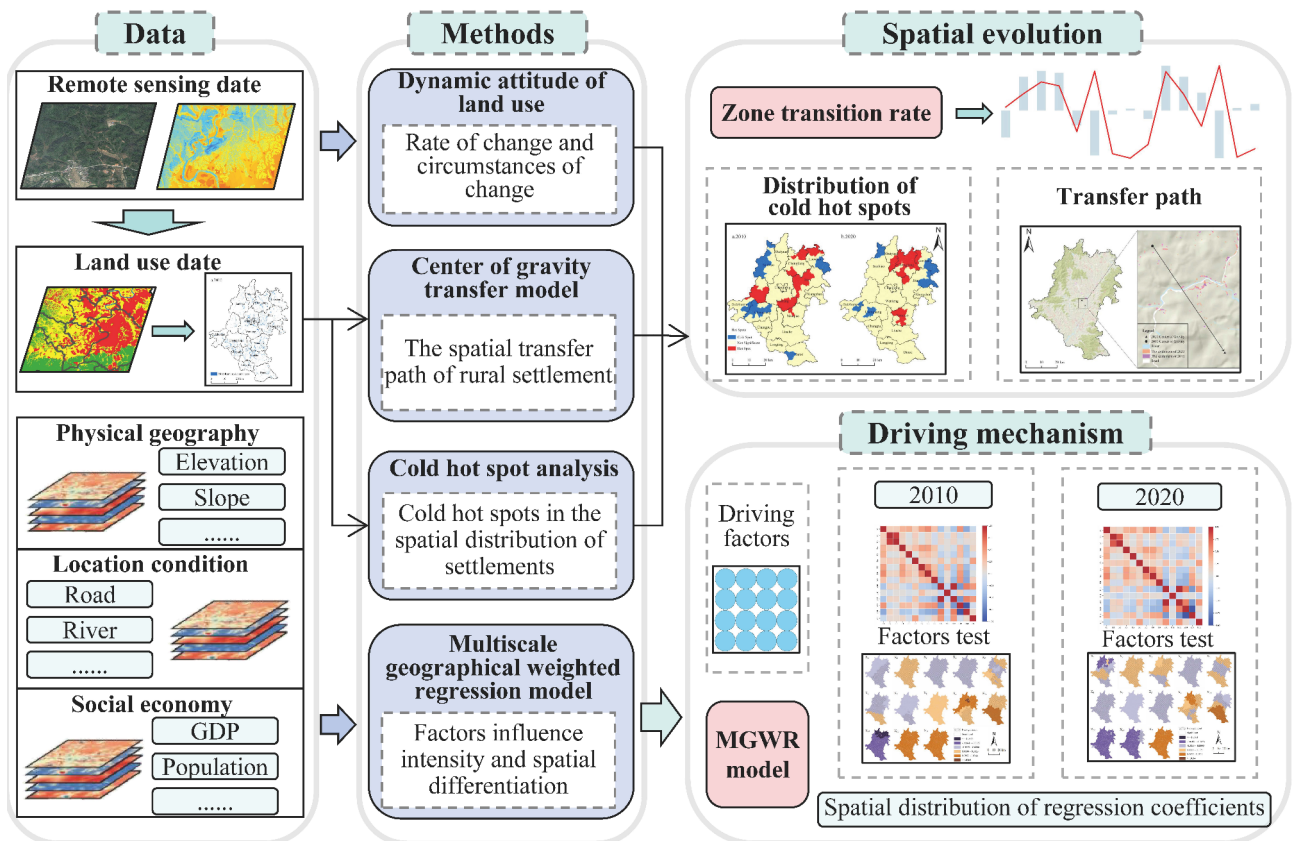 Data
Remote sensing date
Land use date
Physical geography
Elevation
Slope
......
Location condition
Road
River
......
Social economy
GDP
Population
......
Methods
Dynamic attitude of
land use
Rate of change and
circumstances of
change
Center of gravity
transfer model
The spatial transfer
path of rural settlement
Cold hot spot analysis
Cold hot spots in the
spatial distribution of
settlements
Multiscale
geographical weighted
regression model
Factors influence
intensity and spatial
differentiation
Spatial evolution
Zone transition rate
Distribution of
cold hot spots
a:2010
b:2020
N
Transfer path
N
Driving mechanism
Driving
factors
MGWR
model
2010
Factors test
2020
Factors test
Spatial distribution of regression coefficients